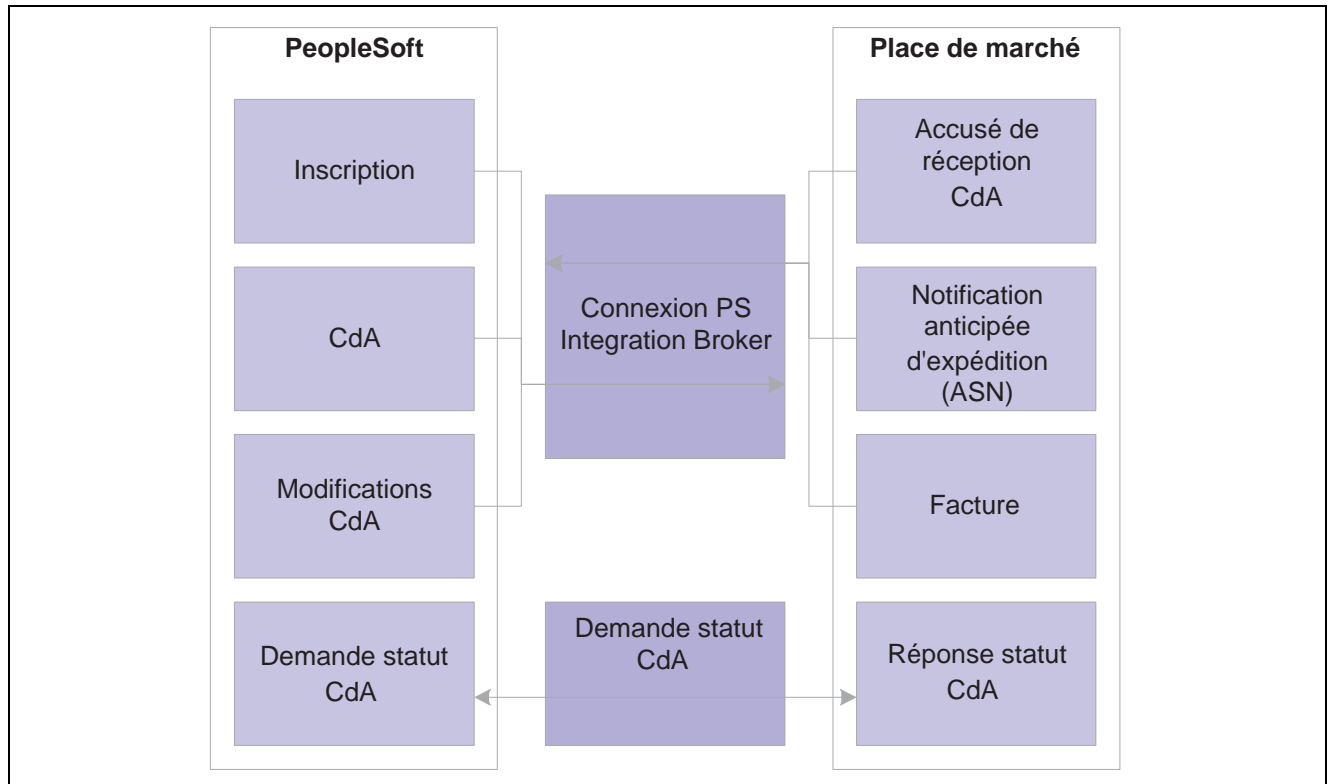 PeopleSoft
Inscription
CdA
Modifications
CdA
Demande statut
CdA
Connexion PS
Integration Broker
Demande statut
CdA
Place de marché
Accusé de
réception
CdA
Notification
anticipée
d'expédition
(ASN)
Facture
Réponse statut
CdA